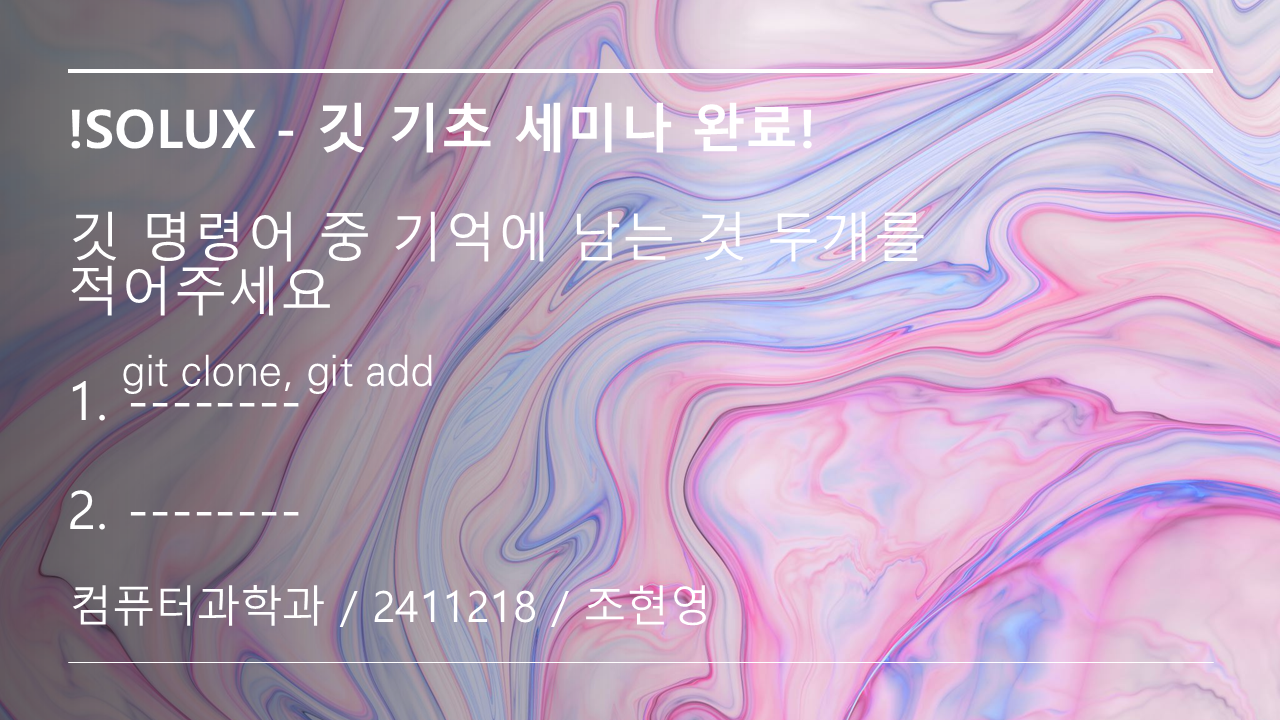 !SOLUX - 깃 기초 세미나 완료!
깃 명령어 중 기억에 남는 것 두개를
적어주세요
git clone, git add
1. --------
2. --------
컴퓨터과학과 / 2411218 / 조현영